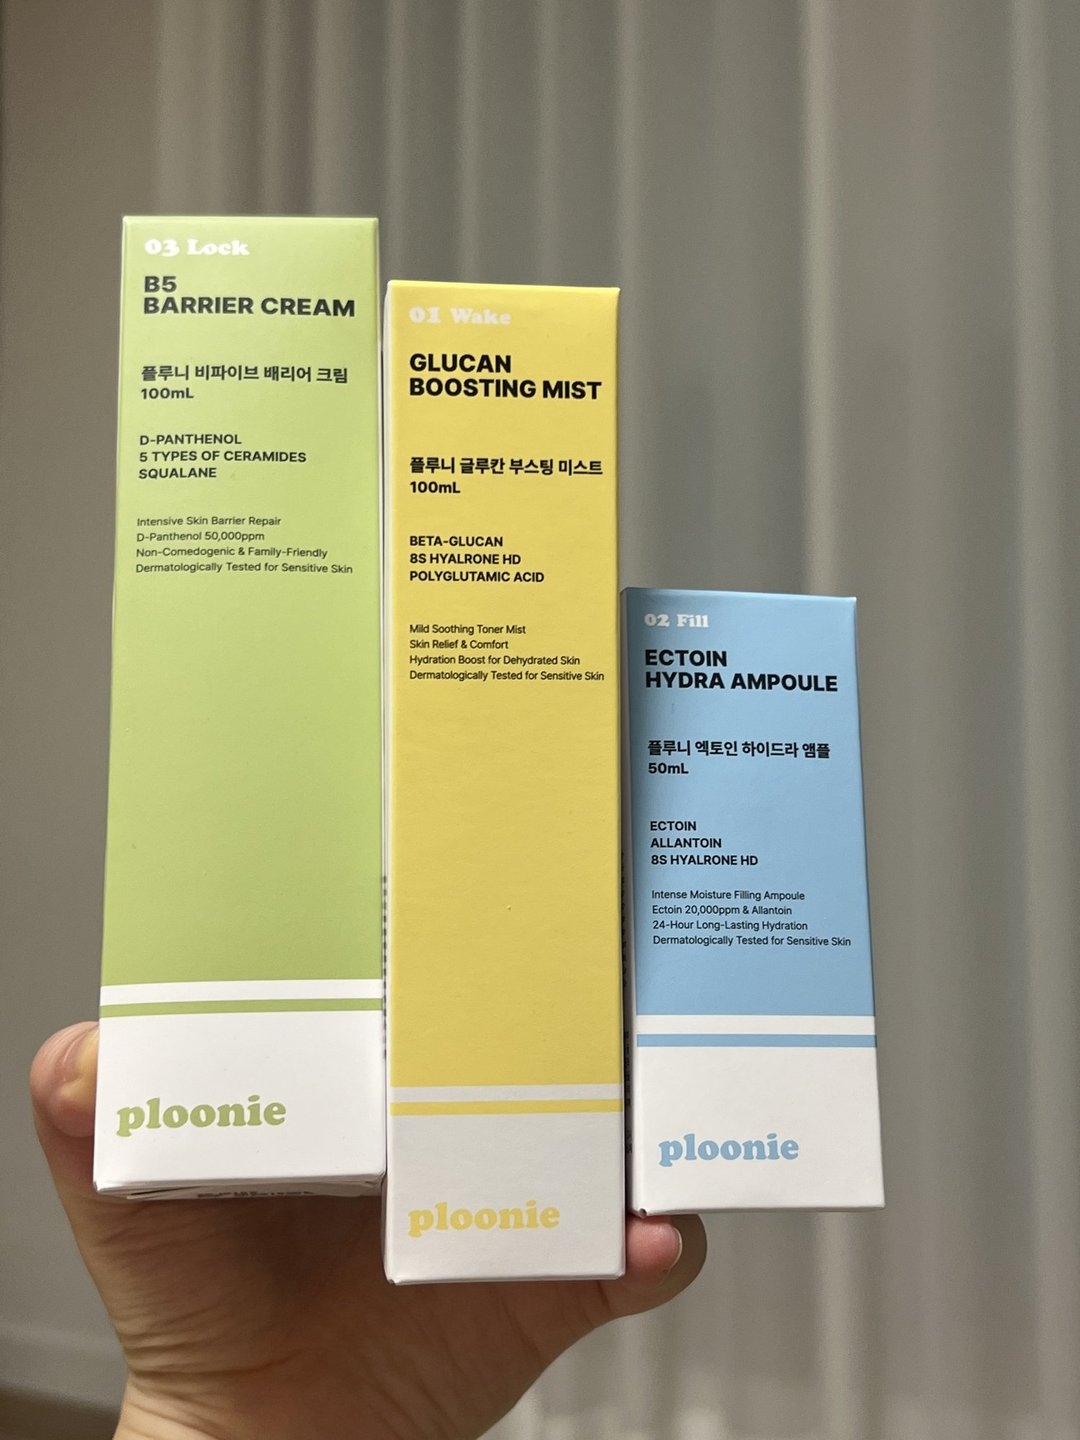 03 Lock
B5
BARRIER CREAM
플루니 비파이브 배리어 크림
100mL
D-PANTHENOL
5 TYPES OF CERAMIDES
SQUALANE
Intensive Skin Barrier Repair
D-Panthenol 50,000ppm
Non-Comedogenic & Family-Friendly
Dermatologically Tested for Sensitive Skin
ploonie
01 Wake
GLUCAN
BOOSTING MIST
플루니 글루칸 부스팅 미스트
100mL
BETA-GLUCAN
8S HYALRONE HD
POLYGLUTAMIC ACID
Mild Soothing Toner Mist
Skin Relief & Comfort
Hydration Boost for Dehydrated Skin
Dermatologically Tested for Sensitive Skin
ploonie
02 Fill
ECTOIN
HYDRA AMPOULE
플루니 엑토인 하이드라 앰플
50mL
ECTOIN
ALLANTOIN
8S HYALRONE HD
Intense Moisture Filling Ampoule
Ectoin 20,000ppm & Allantoin
24-Hour Long-Lasting Hydration
Dermatologically Tested for Sensitive Skin
ploonie